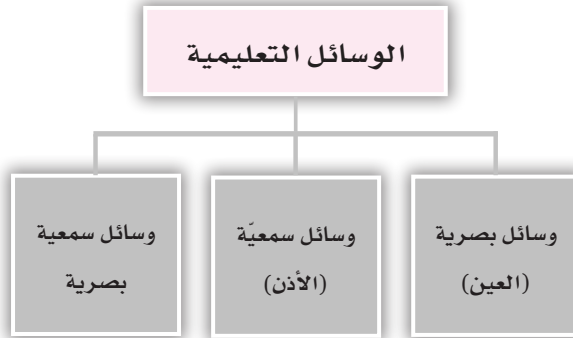 الوسائل التعليمية
وسائل بصرية
(العين)
وسائل سمعيّة
(الأذن)
وسائل سمعية
بصرية